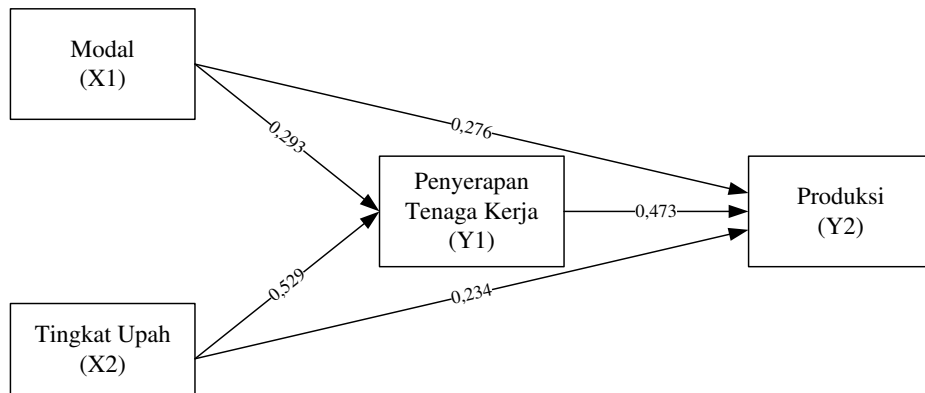 Modal
(X1)
0,276
0,293
Penyerapan
Tenaga Kerja
(Y1)
0,473
Produksi
(Y2)
0,529
0,234
Tingkat Upah
(X2)